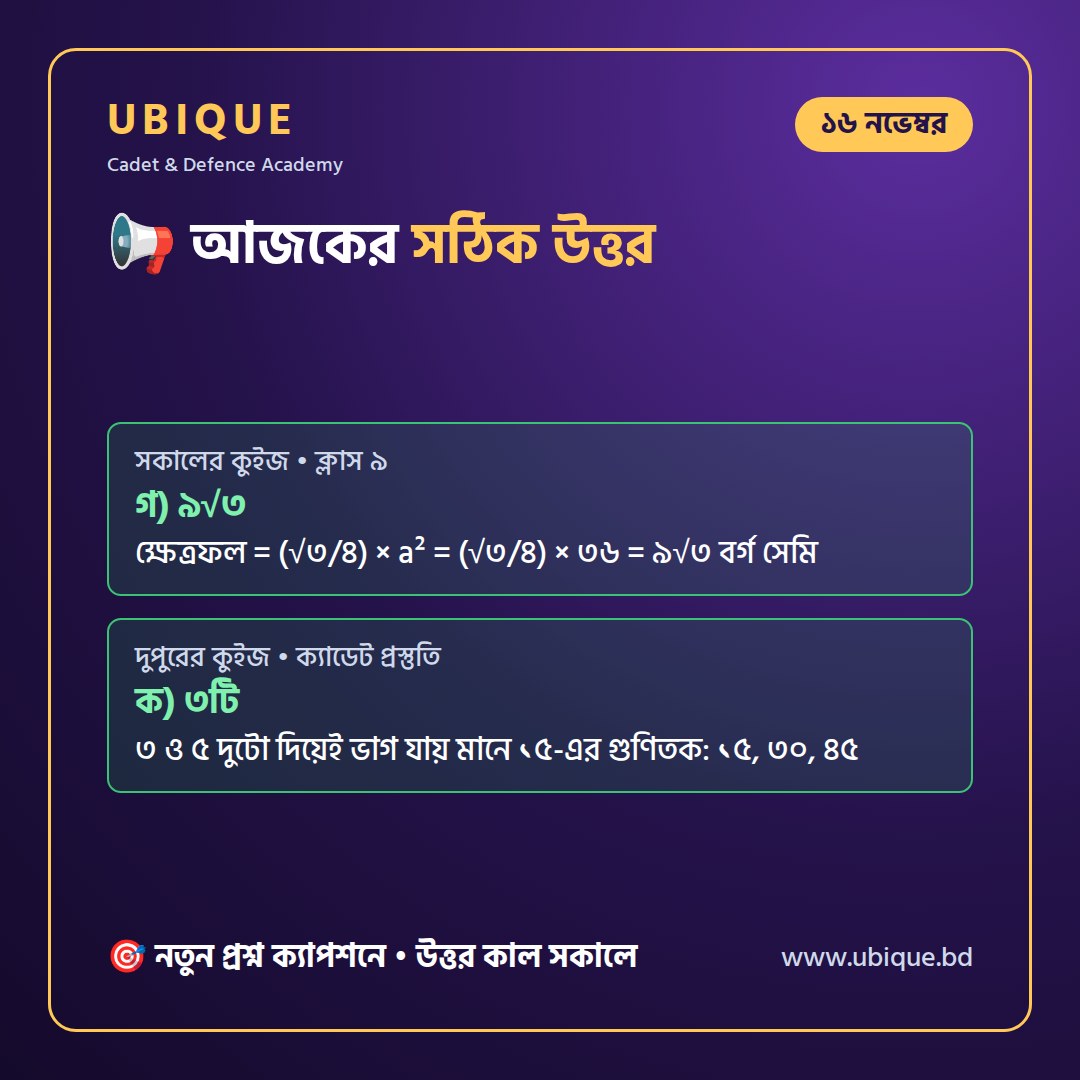 UBIQUE
১৬ নভেম্বর
Cadet & Defence Academy
📢 আজকের সঠিক উত্তর
সকালের কুইজ • ক্লাস ৯
গ) ৯√৩
ক্ষেত্রফল = (√৩/৪) × a² = (√৩/৪) × ৩৬ = ৯√৩ বর্গ সেমি
দুপুরের কুইজ • ক্যাডেট প্রস্তুতি
ক) ৩টি
৩ ও ৫ দুটো দিয়েই ভাগ যায় মানে ১৫-এর গুণিতক: ১৫, ৩০, ৪৫
🎯 নতুন প্রশ্ন ক্যাপশনে • উত্তর কাল সকালে
www.ubique.bd